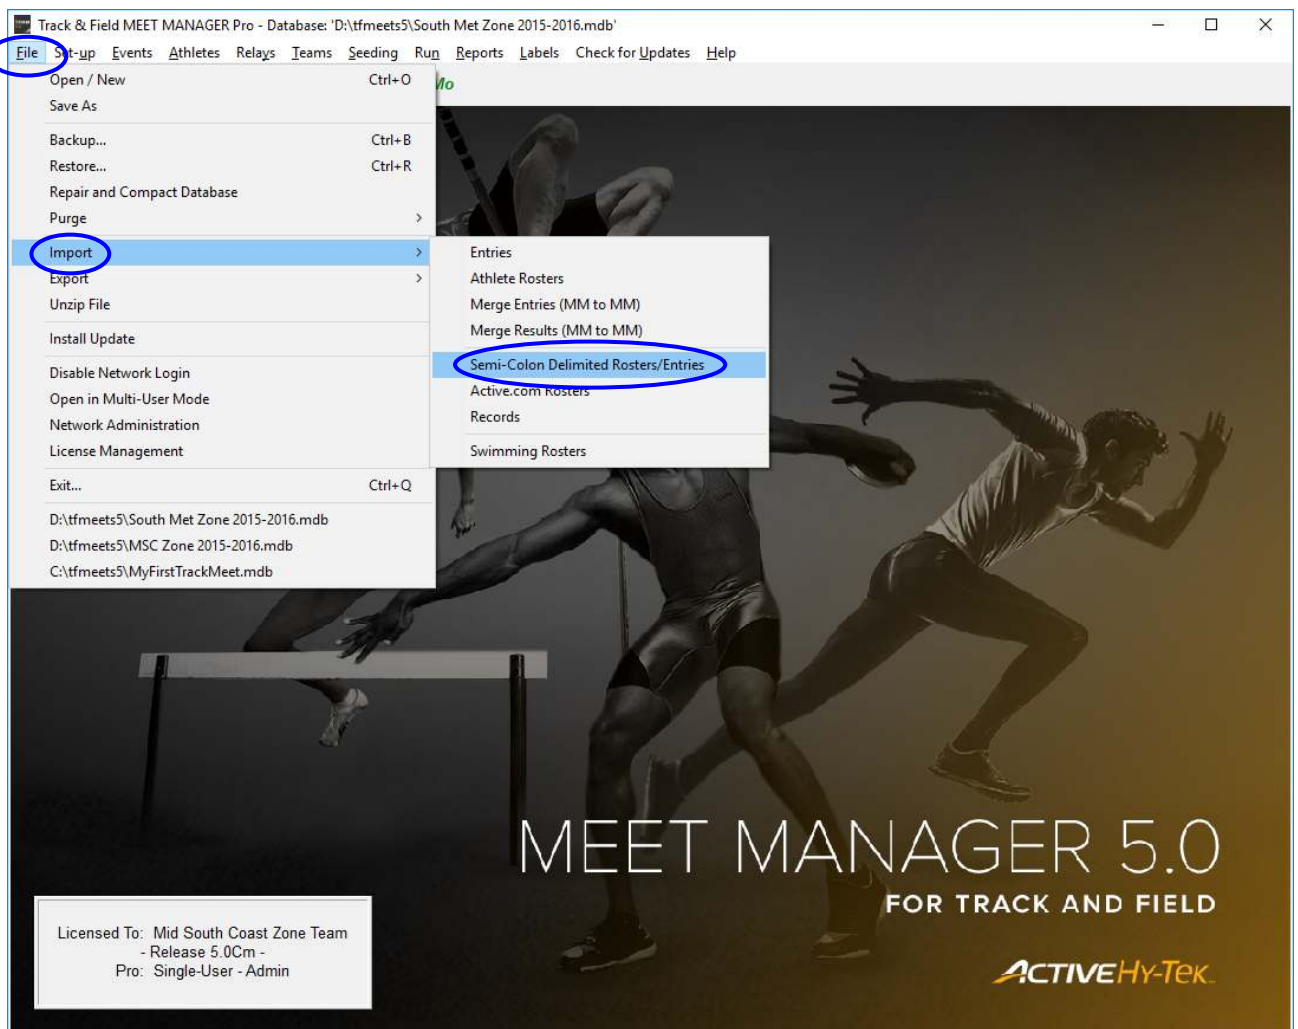 Track & Field MEET MANAGER Pro - Database: 'D:\tfmeets5\South Met Zone 2015-2016.mdb'
File Set-up Events Athletes Relays Teams Seeding Run Reports Labels Check for Updates Help
Open / New Ctrl+O
Save As
Backup... Ctrl+B
Restore... Ctrl+R
Repair and Compact Database
Purge
Import
Export
Unzip File
Install Update
Disable Network Login
Open in Multi-User Mode
Network Administration
License Management
Exit... Ctrl+Q
D:\tfmeets5\South Met Zone 2015-2016.mdb
D:\tfmeets5\MSC Zone 2015-2016.mdb
C:\tfmeets5\MyFirstTrackMeet.mdb
Entries
Athlete Rosters
Merge Entries (MM to MM)
Merge Results (MM to MM)
Semi-Colon Delimited Rosters/Entries
Active.com Rosters
Records
Swimming Rosters
MEET MANAGER 5.0
FOR TRACK AND FIELD
Licensed To: Mid South Coast Zone Team
- Release 5.0Cm -
Pro: Single-User - Admin
ACTIVE HY-TEK